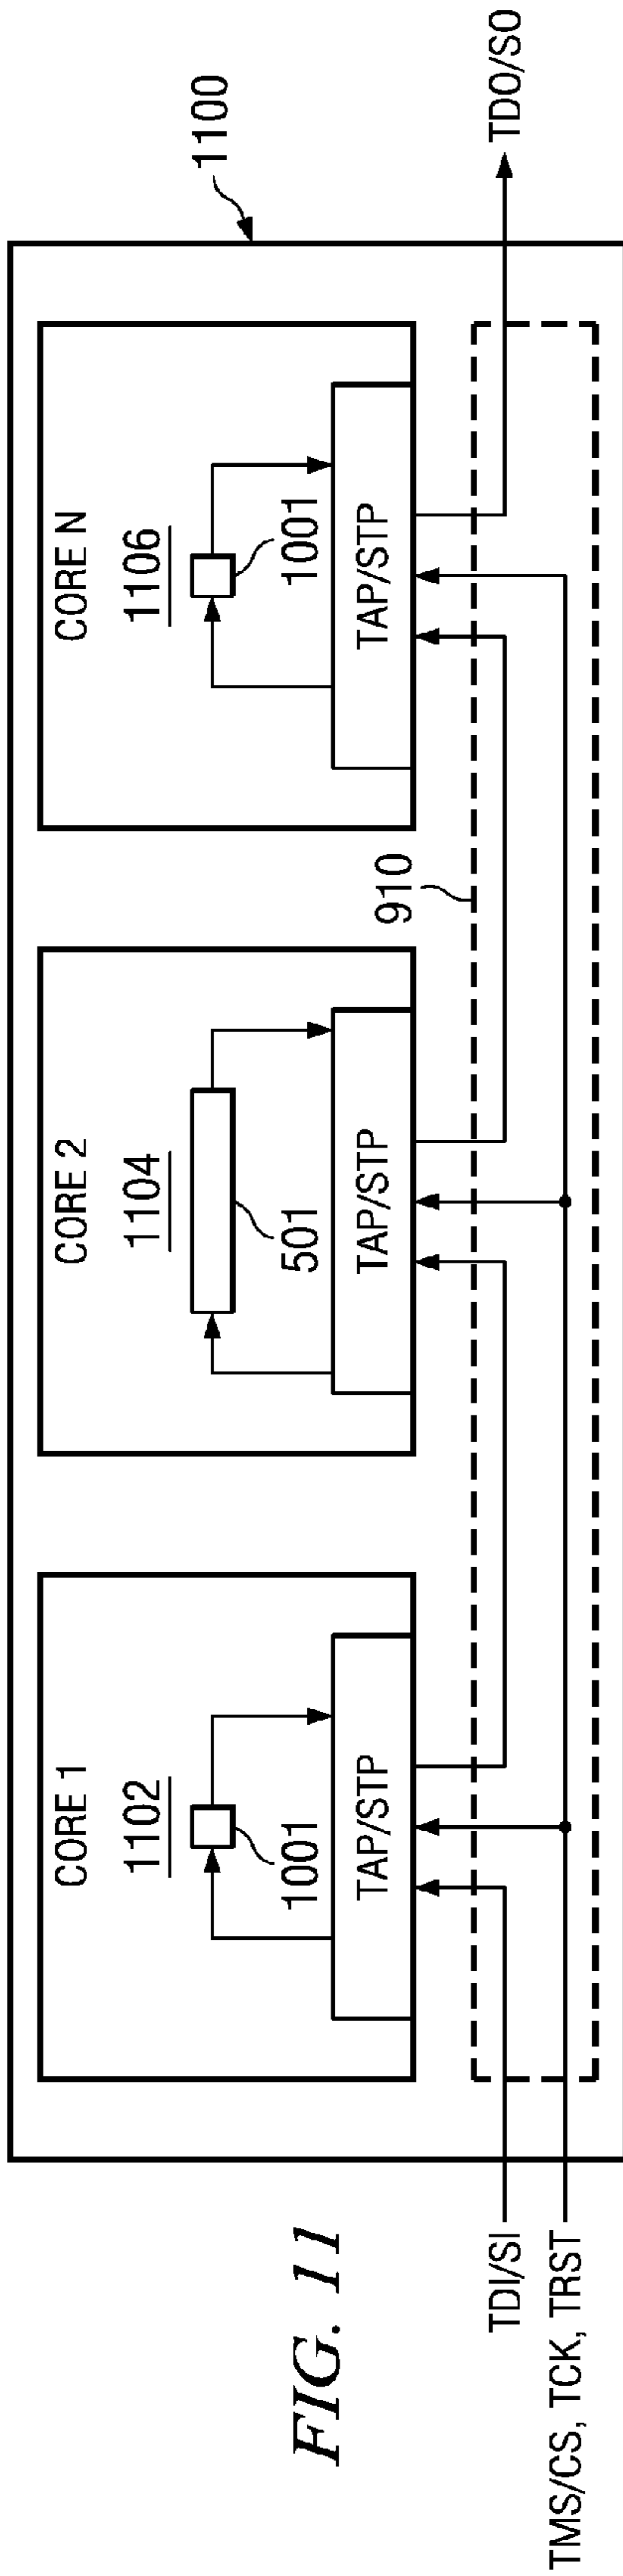 FIG. 11
1100
CORE 1
1102
1001
TAP/STP
CORE 2
1104
501
TAP/STP
CORE N
1106
1001
TAP/STP
910
TDI/SI
TMS/CS, TCK, TRST
TDO/SO